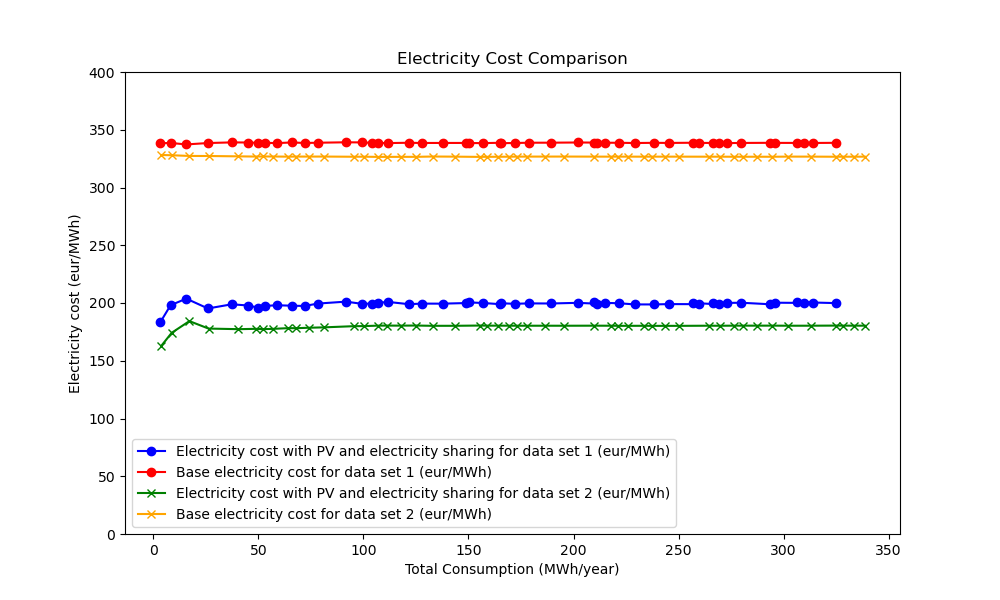 Electricity Cost Comparison
400
350
300
250
200
150
100
50
0
Electricity cost (eur/MWh)
Electricity cost with PV and electricity sharing for data set 1 (eur/MWh)
Base electricity cost for data set 1 (eur/MWh)
Electricity cost with PV and electricity sharing for data set 2 (eur/MWh)
Base electricity cost for data set 2 (eur/MWh)
0 50 100 150 200 250 300 350
Total Consumption (MWh/year)